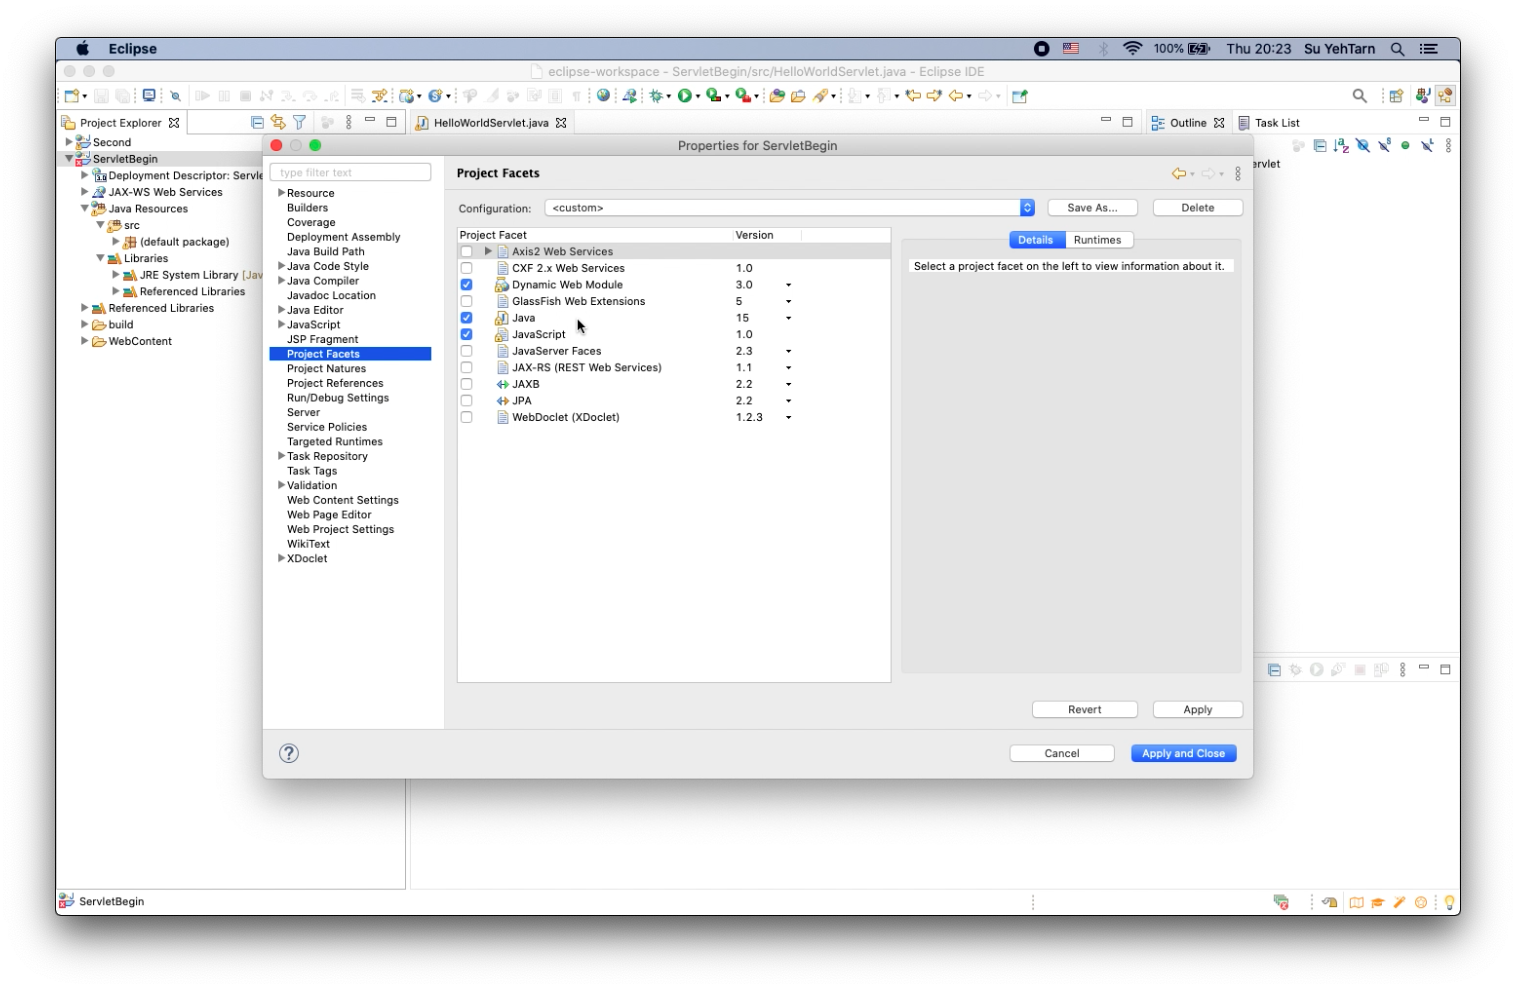 Eclipse
100%
Thu 20:23
Su YehTarn
eclipse-workspace - ServletBegin/src/HelloWorldServlet.java - Eclipse IDE
Project Explorer
HelloWorldServlet.java
Outline
Task List
Second
ServletBegin
Deployment Descriptor: Servle
JAX-WS Web Services
Java Resources
src
(default package)
Libraries
JRE System Library [Jav
Referenced Libraries
Referenced Libraries
build
WebContent
ervlet
Properties for ServletBegin
type filter text
Resource
Builders
Coverage
Deployment Assembly
Java Build Path
Java Code Style
Java Compiler
Javadoc Location
Java Editor
JavaScript
JSP Fragment
Project Facets
Project Natures
Project References
Run/Debug Settings
Server
Service Policies
Targeted Runtimes
Task Repository
Task Tags
Validation
Web Content Settings
Web Page Editor
Web Project Settings
WikiText
XDoclet
Project Facets
Configuration: <custom> Save As... Delete
Project Facet Version
Axis2 Web Services
CXF 2.x Web Services 1.0
Dynamic Web Module 3.0
GlassFish Web Extensions 5
Java 15
JavaScript 1.0
JavaServer Faces 2.3
JAX-RS (REST Web Services) 1.1
JAXB 2.2
JPA 2.2
WebDoclet (XDoclet) 1.2.3
Details Runtimes
Select a project facet on the left to view information about it.
Revert Apply
Cancel Apply and Close
ServletBegin